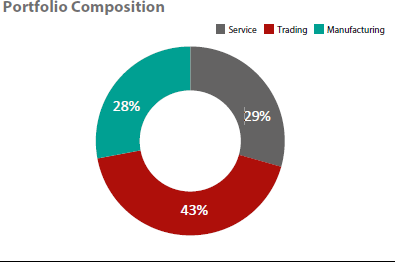 Portfolio Composition
Service Trading Manufacturing
28%
29%
43%